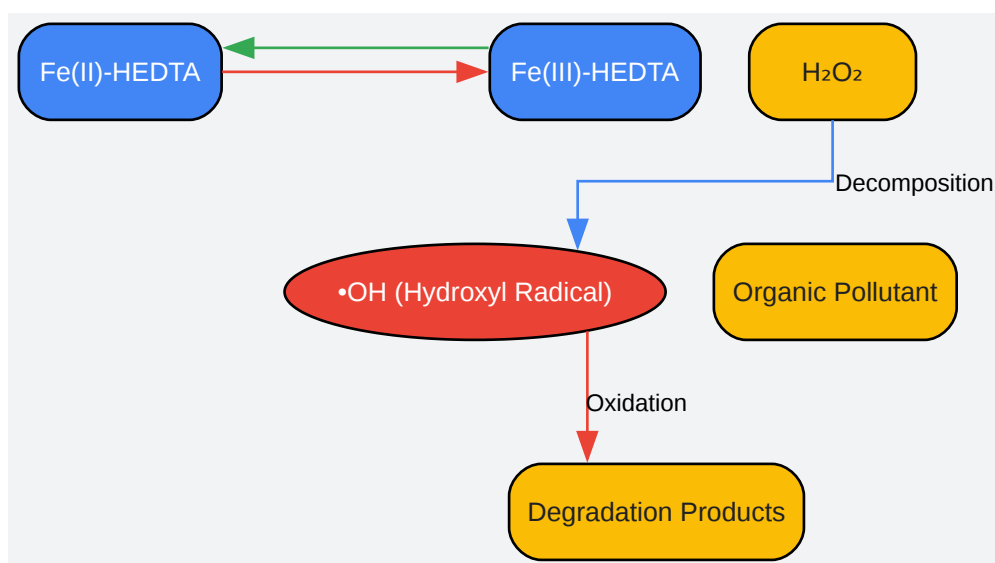 Fe(II)-HEDTA
Fe(III)-HEDTA
H₂O₂
Decomposition
•OH (Hydroxyl Radical)
Organic Pollutant
Oxidation
Degradation Products